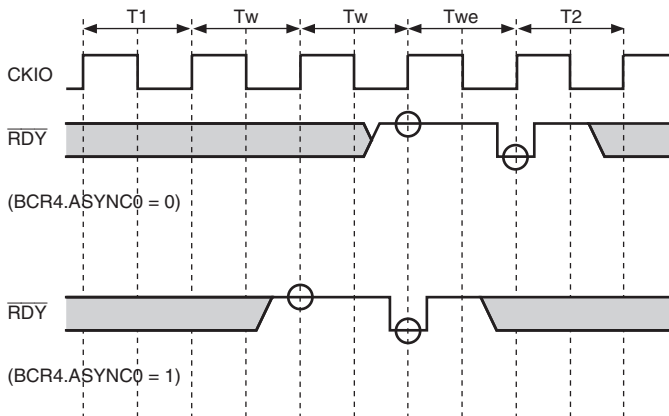 T1 Tw Tw Twe T2
CKIO
RDY
(BCR4.ASYNC0 = 0)
RDY
(BCR4.ASYNC0 = 1)